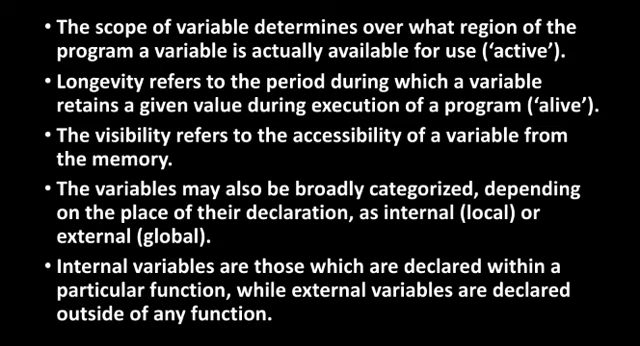 • The scope of variable determines over what region of the
program a variable is actually available for use (‘active’).
• Longevity refers to the period during which a variable
retains a given value during execution of a program (‘alive’).
• The visibility refers to the accessibility of a variable from
the memory.
• The variables may also be broadly categorized, depending
on the place of their declaration, as internal (local) or
external (global).
• Internal variables are those which are declared within a
particular function, while external variables are declared
outside of any function.